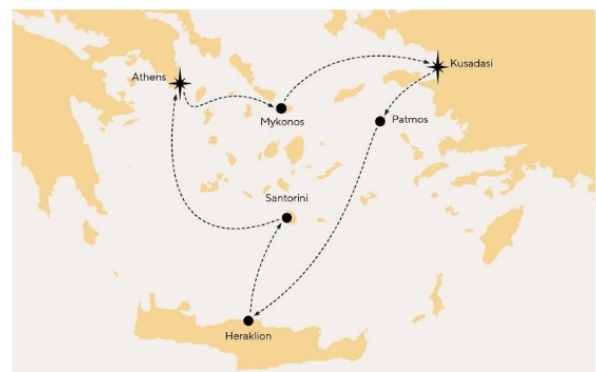 Athens
Kusadasi
Mykonos
Patmos
Santorini
Heraklion